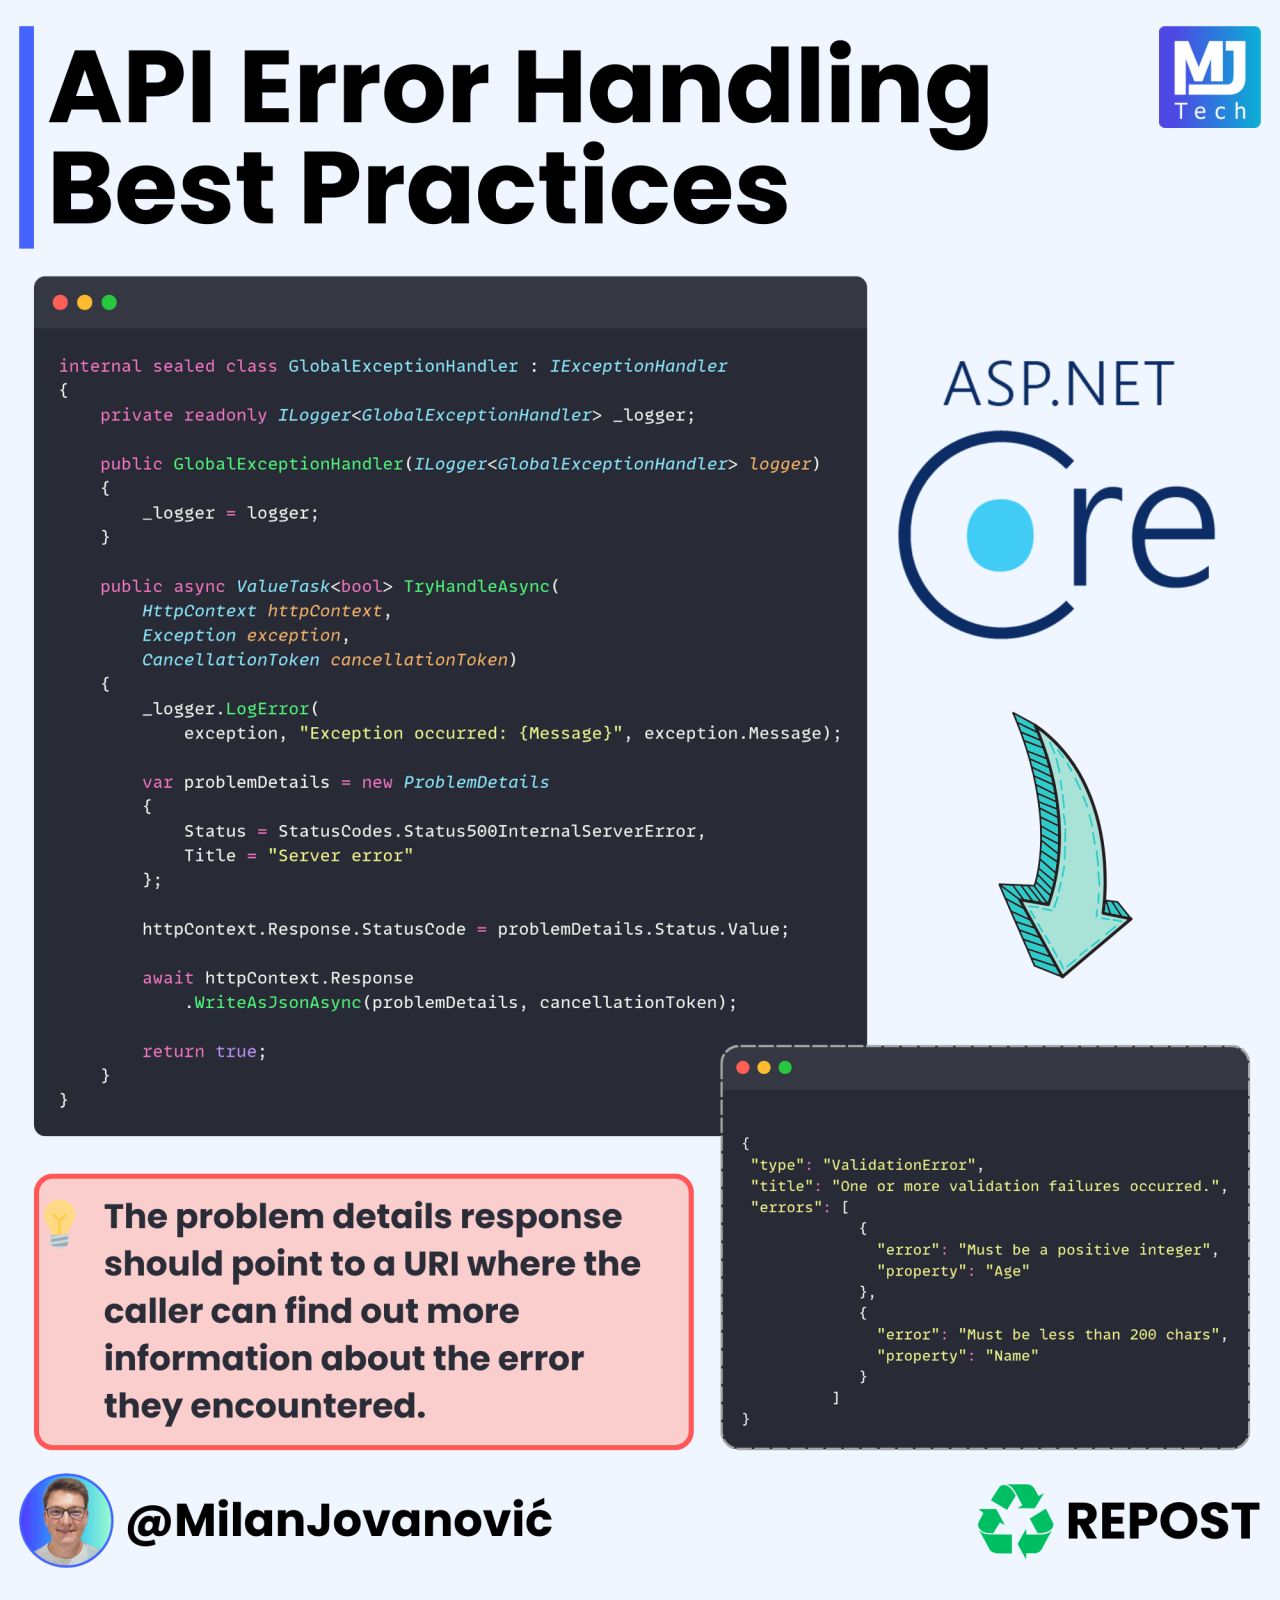 API Error Handling
Best Practices
MJ
Tech
internal sealed class GlobalExceptionHandler : IExceptionHandler
{
    private readonly ILogger<GlobalExceptionHandler> _logger;
    public GlobalExceptionHandler(ILogger<GlobalExceptionHandler> logger)
    {
        _logger = logger;
    }
    public async ValueTask<bool> TryHandleAsync(
        HttpContext httpContext,
        Exception exception,
        CancellationToken cancellationToken)
    {
        _logger.LogError(
            exception, "Exception occurred: {Message}", exception.Message);
        var problemDetails = new ProblemDetails
        {
            Status = StatusCodes.Status500InternalServerError,
            Title = "Server error"
        };
        httpContext.Response.StatusCode = problemDetails.Status.Value;
        await httpContext.Response
            .WriteAsJsonAsync(problemDetails, cancellationToken);
        return true;
    }
}
ASP.NET
Core
{
 "type": "ValidationError",
 "title": "One or more validation failures occurred.",
 "errors": [
             {
               "error": "Must be a positive integer",
               "property": "Age"
             },
             {
               "error": "Must be less than 200 chars",
               "property": "Name"
             }
          ]
}
The problem details response
should point to a URI where the
caller can find out more
information about the error
they encountered.
@MilanJovanović
REPOST